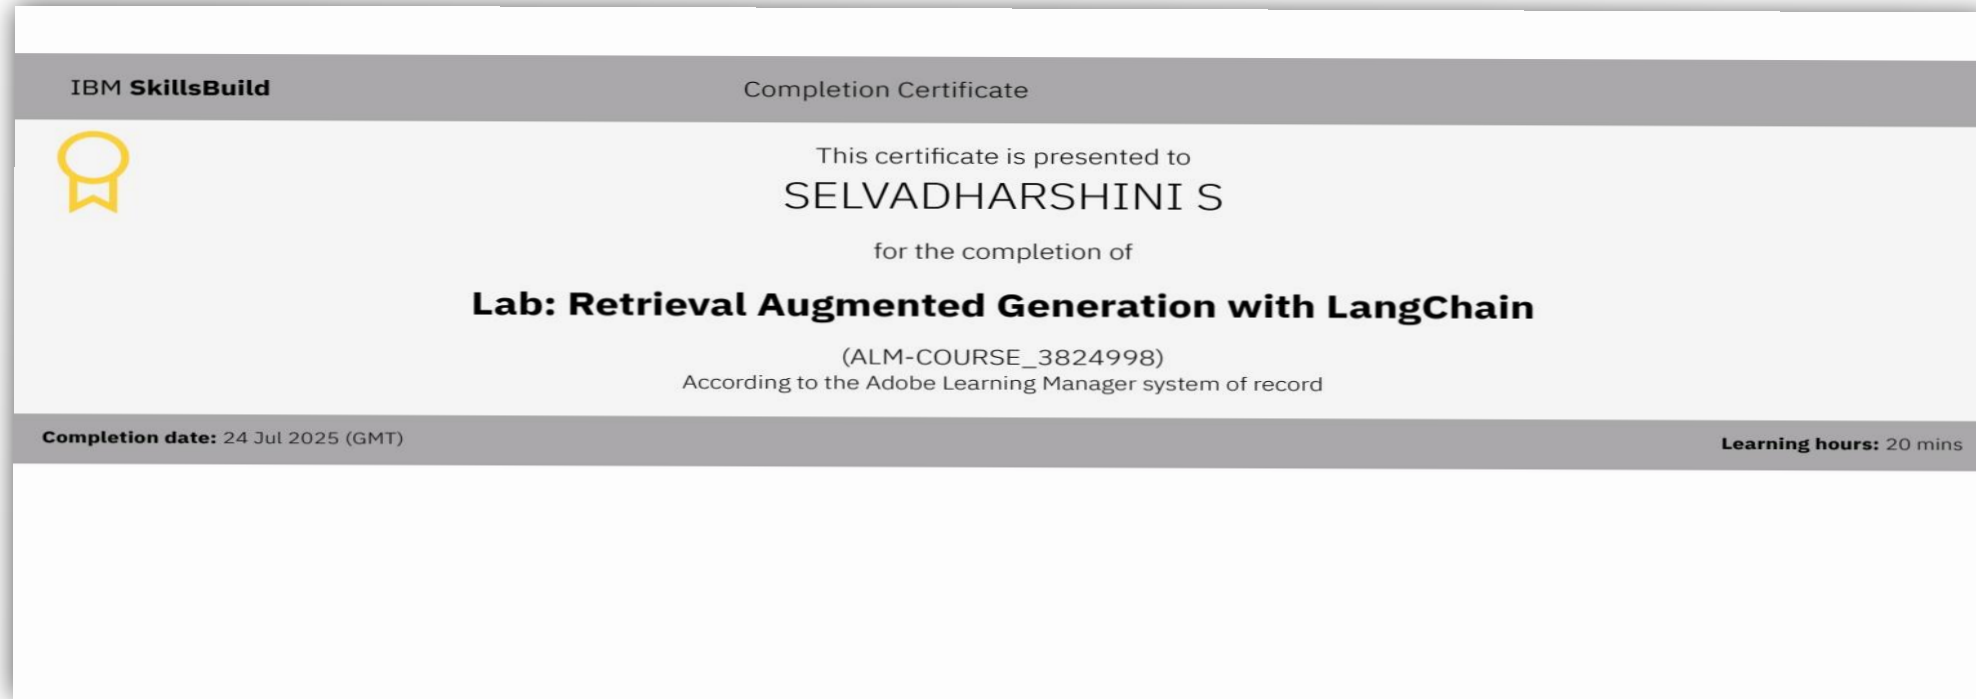 IBM SkillsBuild
Completion Certificate
This certificate is presented to
SELVADHARSHINI S
for the completion of
Lab: Retrieval Augmented Generation with LangChain
(ALM-COURSE_3824998)
According to the Adobe Learning Manager system of record
Completion date: 24 Jul 2025 (GMT)
Learning hours: 20 mins